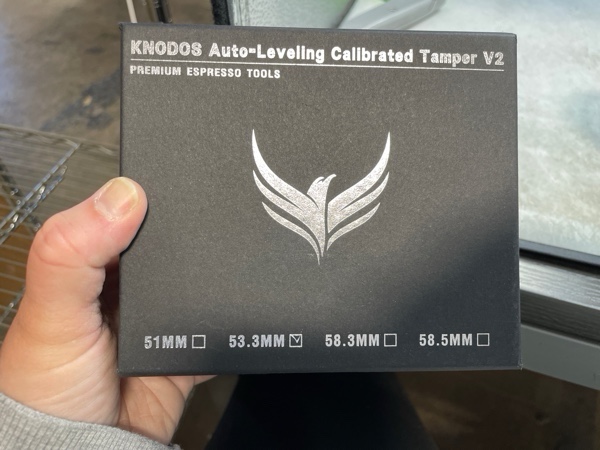 KNODOS Auto-Leveling Calibrated Tamper V2
PREMIUM ESPRESSO TOOLS
51MM☐ 53.3MM☑ 58.3MM☐ 58.5MM☐